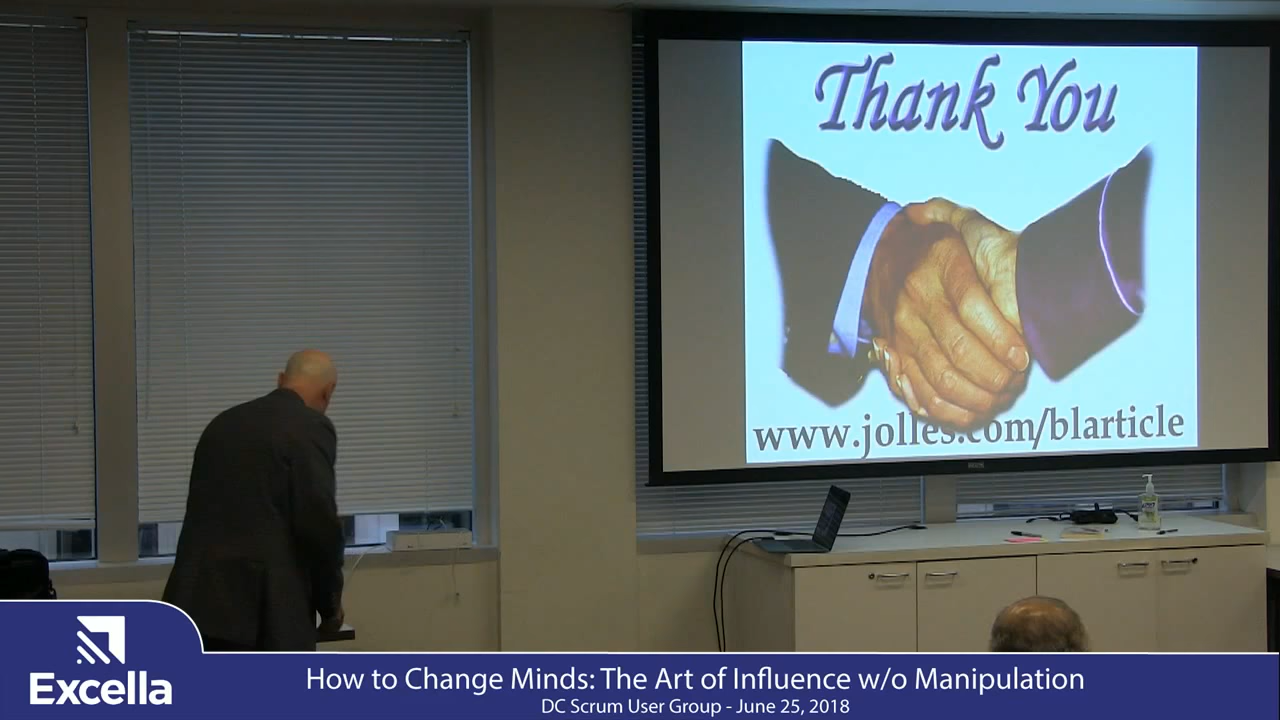 Thank You
www.jolles.com/blarticle
Excella
How to Change Minds: The Art of Influence w/o Manipulation
DC Scrum User Group - June 25, 2018